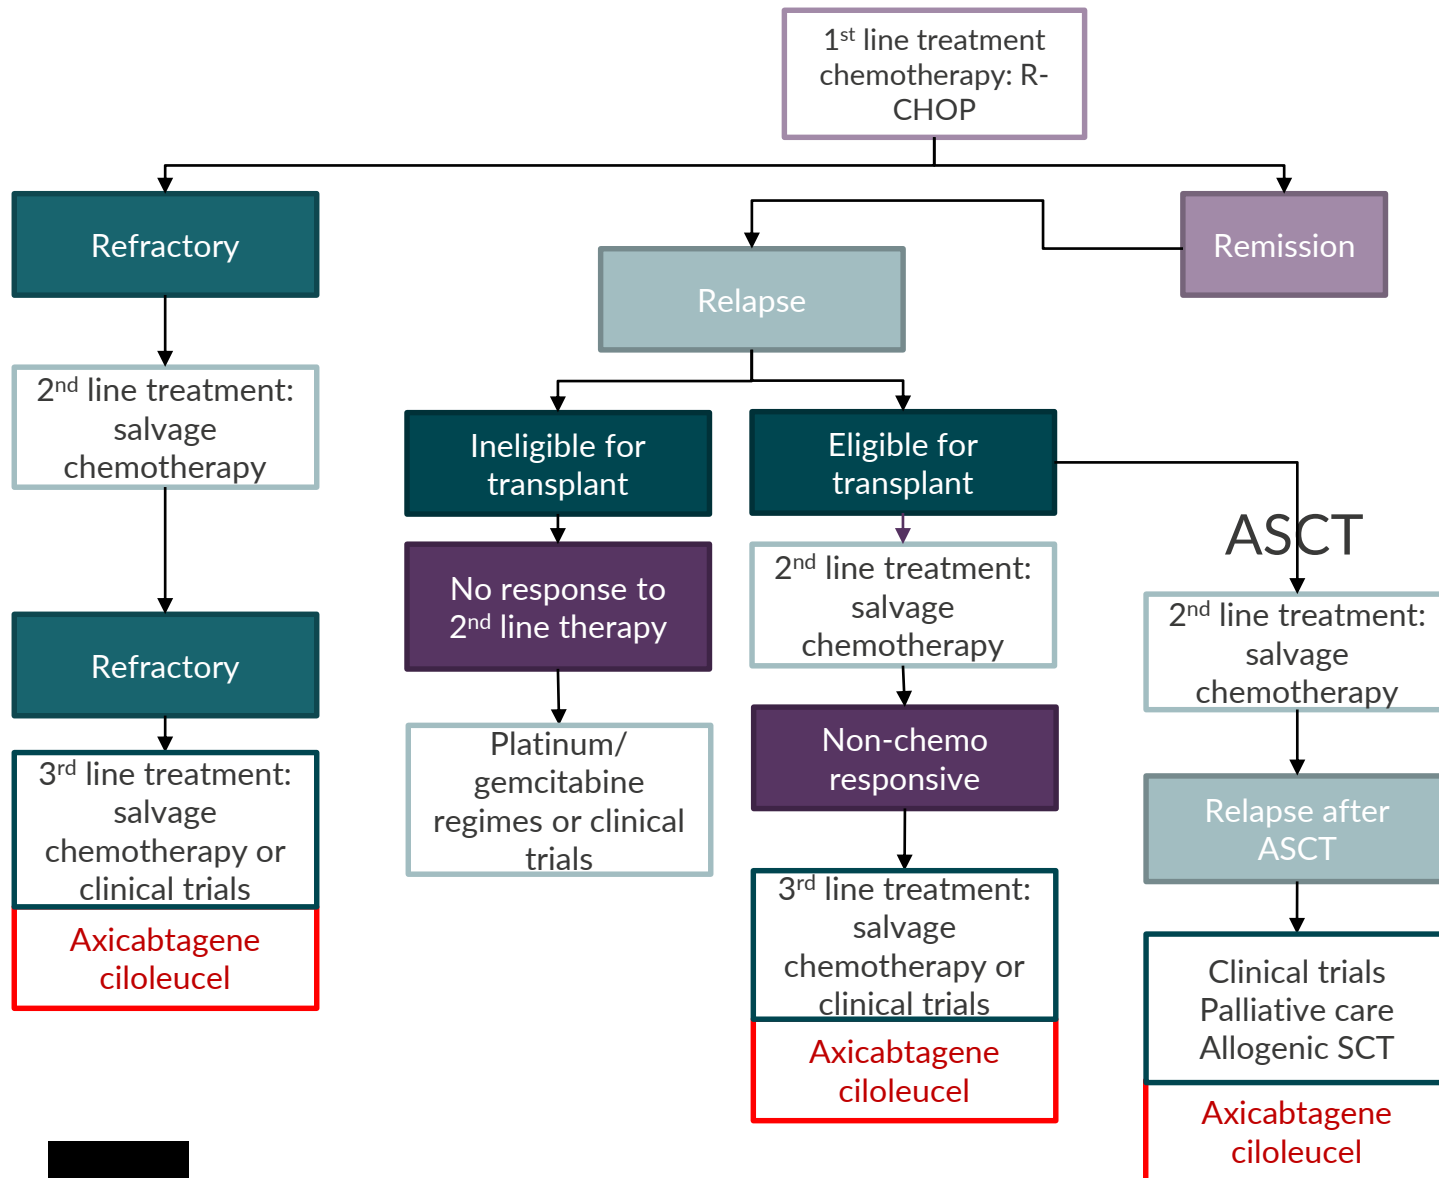 1st line treatment
chemotherapy: R-
CHOP
Refractory
Remission
Relapse
2nd line treatment:
salvage
chemotherapy
Ineligible for
transplant
Eligible for
transplant
ASCT
No response to
2nd line therapy
2nd line treatment:
salvage
chemotherapy
2nd line treatment:
salvage
chemotherapy
Refractory
Platinum/
gemcitabine
regimes or clinical
trials
Non-chemo
responsive
Relapse after
ASCT
3rd line treatment:
salvage
chemotherapy or
clinical trials
Axicabtagene
ciloleucel
3rd line treatment:
salvage
chemotherapy or
clinical trials
Axicabtagene
ciloleucel
Clinical trials
Palliative care
Allogenic SCT
Axicabtagene
ciloleucel